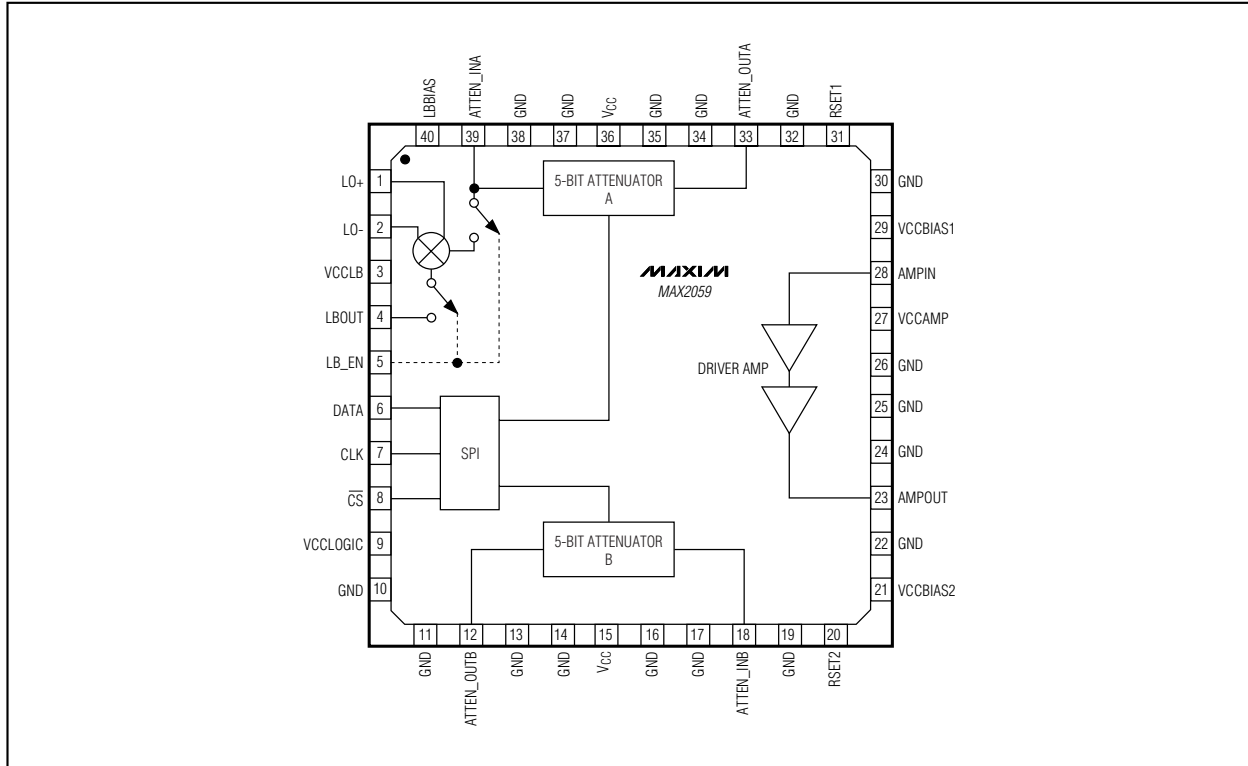 LBBIAS
ATTEN_INA
GND
GND
VCC
GND
GND
ATTEN_OUTA
GND
RSET1
40 39 38 37 36 35 34 33 32 31
LO+ 1
LO- 2
VCCLB 3
LBOUT 4
LB_EN 5
DATA 6
CLK 7
C̅S̅ 8
VCCLOGIC 9
GND 10
5-BIT ATTENUATOR
A
MAXIM
MAX2059
DRIVER AMP
SPI
5-BIT ATTENUATOR
B
30 GND
29 VCCBIAS1
28 AMPIN
27 VCCAMP
26 GND
25 GND
24 GND
23 AMPOUT
22 GND
21 VCCBIAS2
11 12 13 14 15 16 17 18 19 20
GND
ATTEN_OUTB
GND
GND
VCC
GND
GND
ATTEN_INB
GND
RSET2